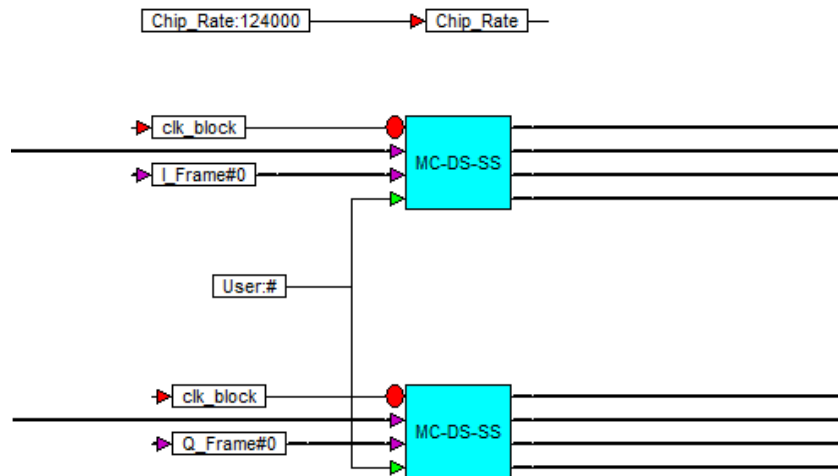 Chip_Rate:124000
Chip_Rate
clk_block
MC-DS-SS
I_Frame#0
User:#
clk_block
MC-DS-SS
Q_Frame#0